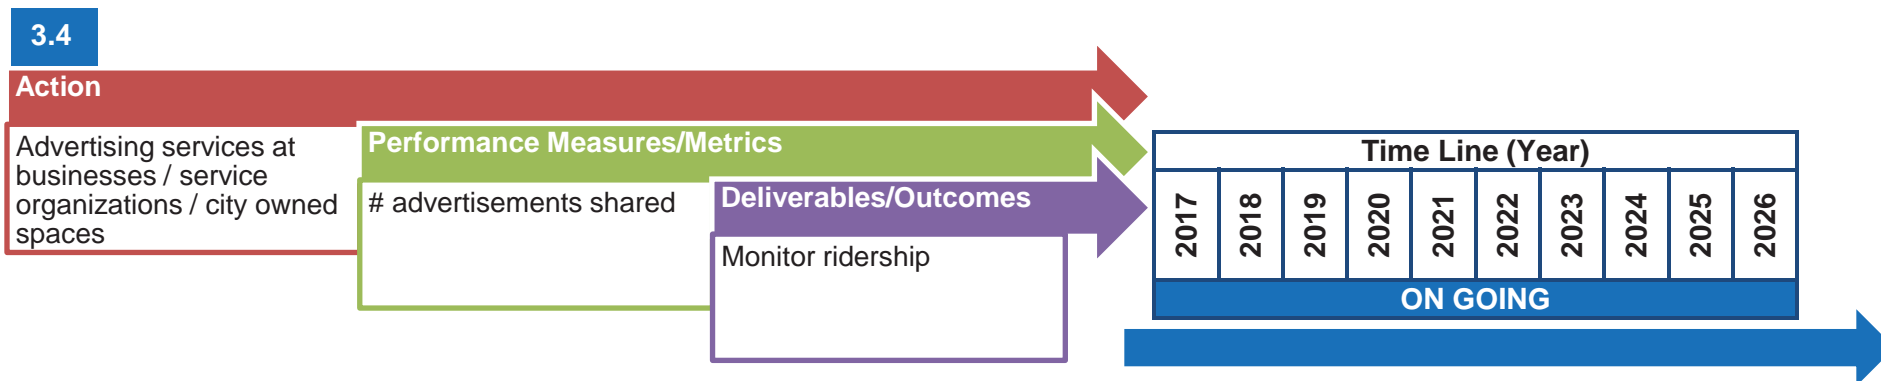 3.4
Action
Advertising services at
businesses / service
organizations / city owned
spaces
Performance Measures/Metrics
# advertisements shared
Deliverables/Outcomes
Monitor ridership
Time Line (Year)
2017 2018 2019 2020 2021 2022 2023 2024 2025 2026
ON GOING